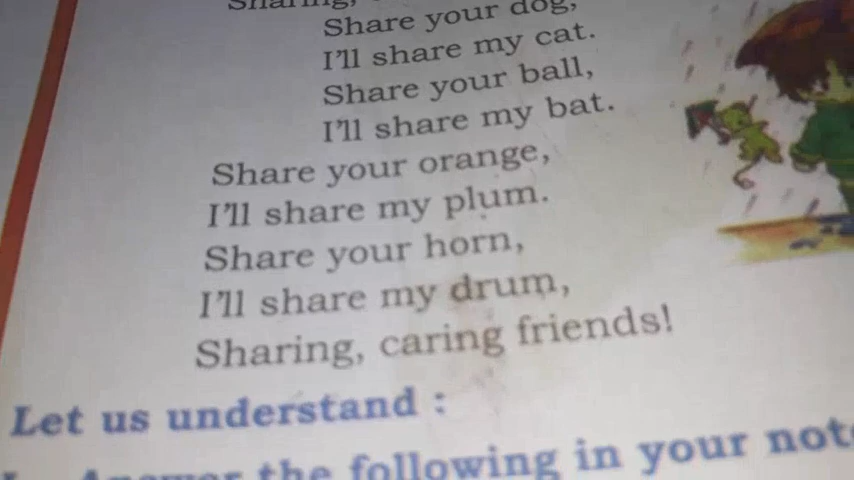 Sharing,
Share your dog,
I'll share my cat.
Share your ball,
I'll share my bat.
Share your orange,
I'll share my plum.
Share your horn,
I'll share my drum,
Sharing, caring friends!
Let us understand :
Answer the following in your